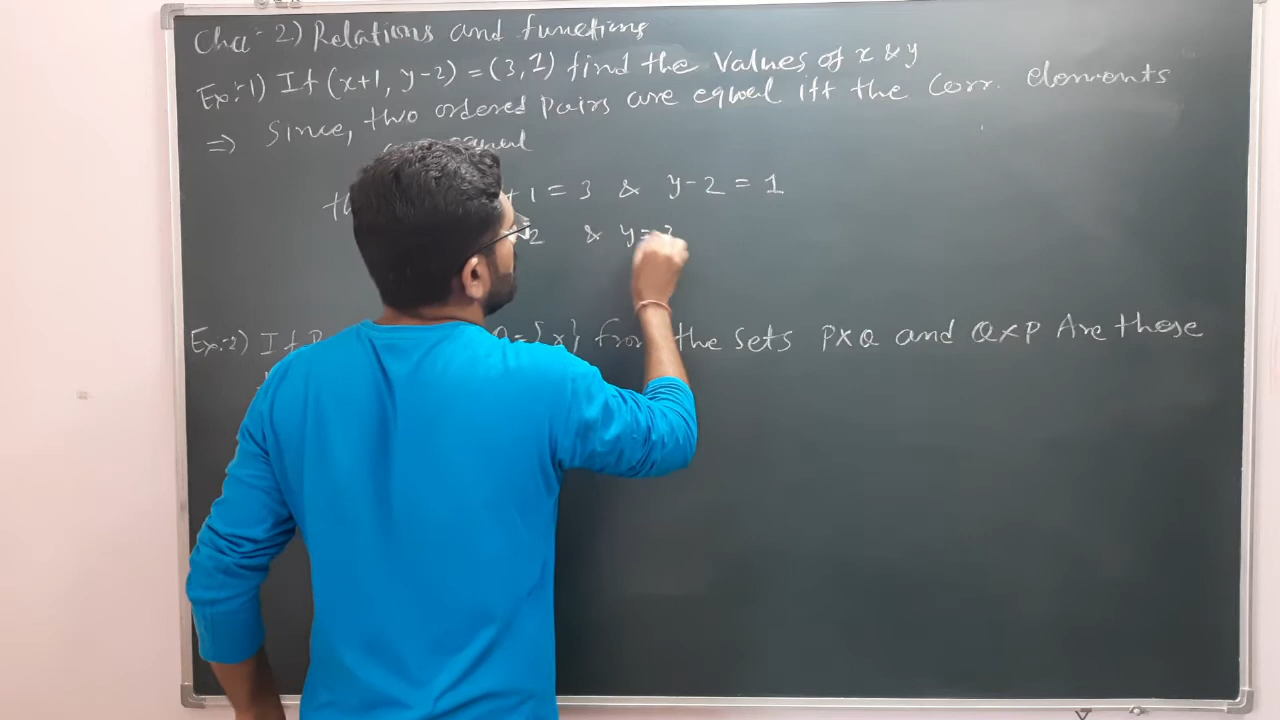 Cha:- 2) Relations and functions
Ex:-1) If (x+1, y-2) = (3, 1) find the values of x & y
=> Since, two ordered pairs are equal iff the corr. elements
equal
+1 = 3 & y-2 = 1
2 & y=3
Ex:-2) If P = {x} from the sets P×Q and Q×P Are these